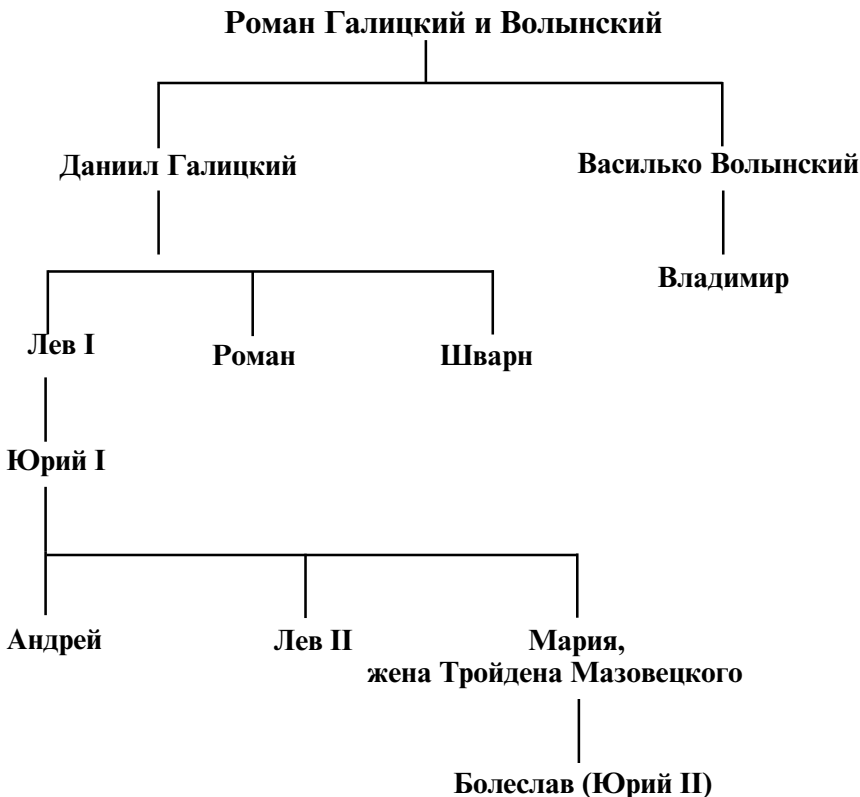 Роман Галицкий и Волынский
Даниил Галицкий
Василько Волынский
Владимир
Лев I
Роман
Шварн
Юрий I
Андрей
Лев II
Мария,
жена Тройдена Мазовецкого
Болеслав (Юрий II)